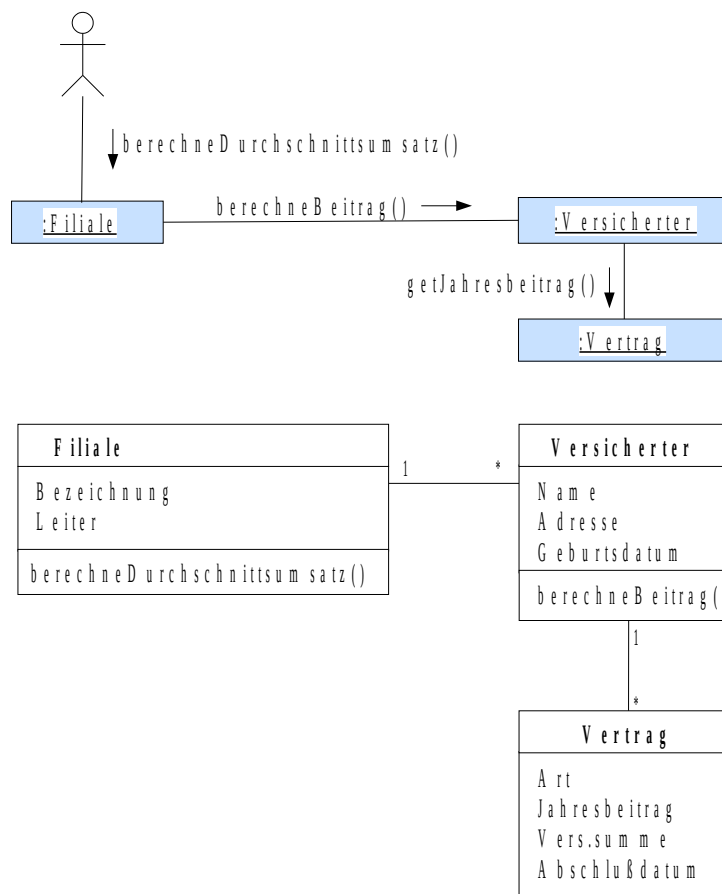 berechneDurchschnittsumsatz()
:Filiale
berechneBeitrag()
:Versicherter
getJahresbeitrag()
:Vertrag
Filiale
Bezeichnung
Leiter
berechneDurchschnittsumsatz()
1
*
Versicherter
Name
Adresse
Geburtsdatum
berechneBeitrag(
1
*
Vertrag
Art
Jahresbeitrag
Vers.summe
Abschlußdatum